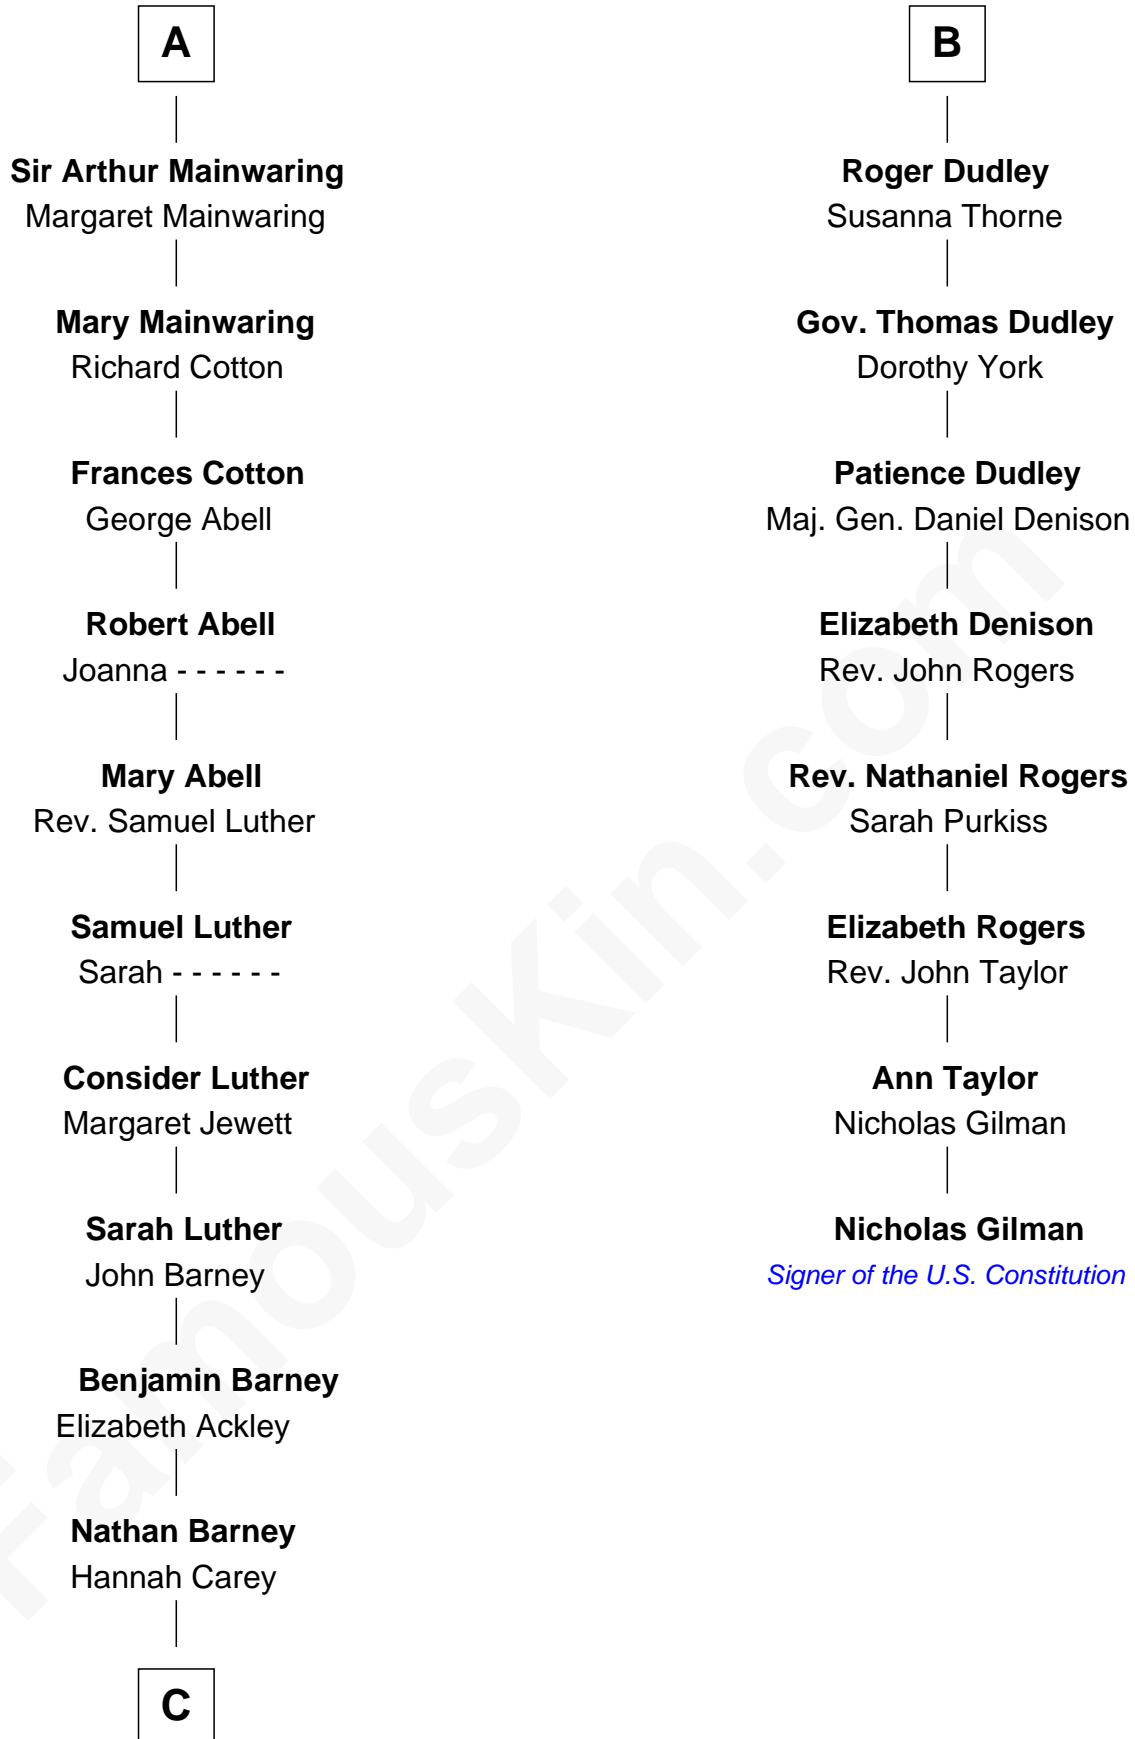 A
Sir Arthur Mainwaring
Margaret Mainwaring
Mary Mainwaring
Richard Cotton
Frances Cotton
George Abell
Robert Abell
Joanna - - - - - -
Mary Abell
Rev. Samuel Luther
Samuel Luther
Sarah - - - - - -
Consider Luther
Margaret Jewett
Sarah Luther
John Barney
Benjamin Barney
Elizabeth Ackley
Nathan Barney
Hannah Carey
C
B
Roger Dudley
Susanna Thorne
Gov. Thomas Dudley
Dorothy York
Patience Dudley
Maj. Gen. Daniel Denison
Elizabeth Denison
Rev. John Rogers
Rev. Nathaniel Rogers
Sarah Purkiss
Elizabeth Rogers
Rev. John Taylor
Ann Taylor
Nicholas Gilman
Nicholas Gilman
Signer of the U.S. Constitution
FamousKin.com